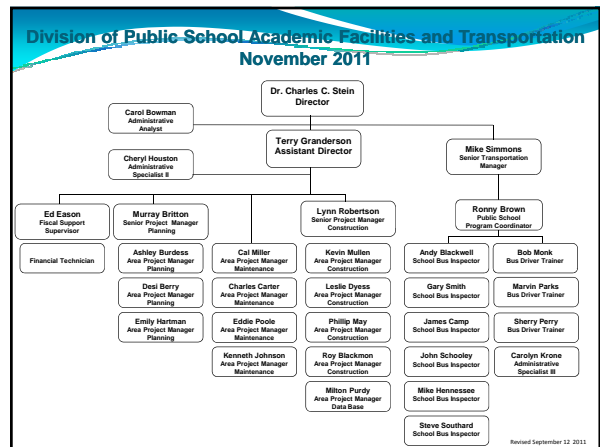 Division of Public School Academic Facilities and Transportation
November 2011
Dr. Charles C. Stein
Director
Carol Bowman
Administrative
Analyst
Terry Granderson
Assistant Director
Mike Simmons
Senior Transportation
Manager
Cheryl Houston
Administrative
Specialist II
Ed Eason
Fiscal Support
Supervisor
Murray Britton
Senior Project Manager
Planning
Lynn Robertson
Senior Project Manager
Construction
Ronny Brown
Public School
Program Coordinator
Financial Technician
Ashley Burdess
Area Project Manager
Planning
Desi Berry
Area Project Manager
Planning
Emily Hartman
Area Project Manager
Planning
Cal Miller
Area Project Manager
Maintenance
Charles Carter
Area Project Manager
Maintenance
Eddie Poole
Area Project Manager
Maintenance
Kenneth Johnson
Area Project Manager
Maintenance
Kevin Mullen
Area Project Manager
Construction
Leslie Dyess
Area Project Manager
Construction
Phillip May
Area Project Manager
Construction
Roy Blackmon
Area Project Manager
Construction
Milton Purdy
Area Project Manager
Data Base
Andy Blackwell
School Bus Inspector
Gary Smith
School Bus Inspector
James Camp
School Bus Inspector
John Schooley
School Bus Inspector
Mike Hennessee
School Bus Inspector
Steve Southard
School Bus Inspector
Bob Monk
Bus Driver Trainer
Marvin Parks
Bus Driver Trainer
Sherry Perry
Bus Driver Trainer
Carolyn Krone
Administrative
Specialist III
Revised September 12 2011